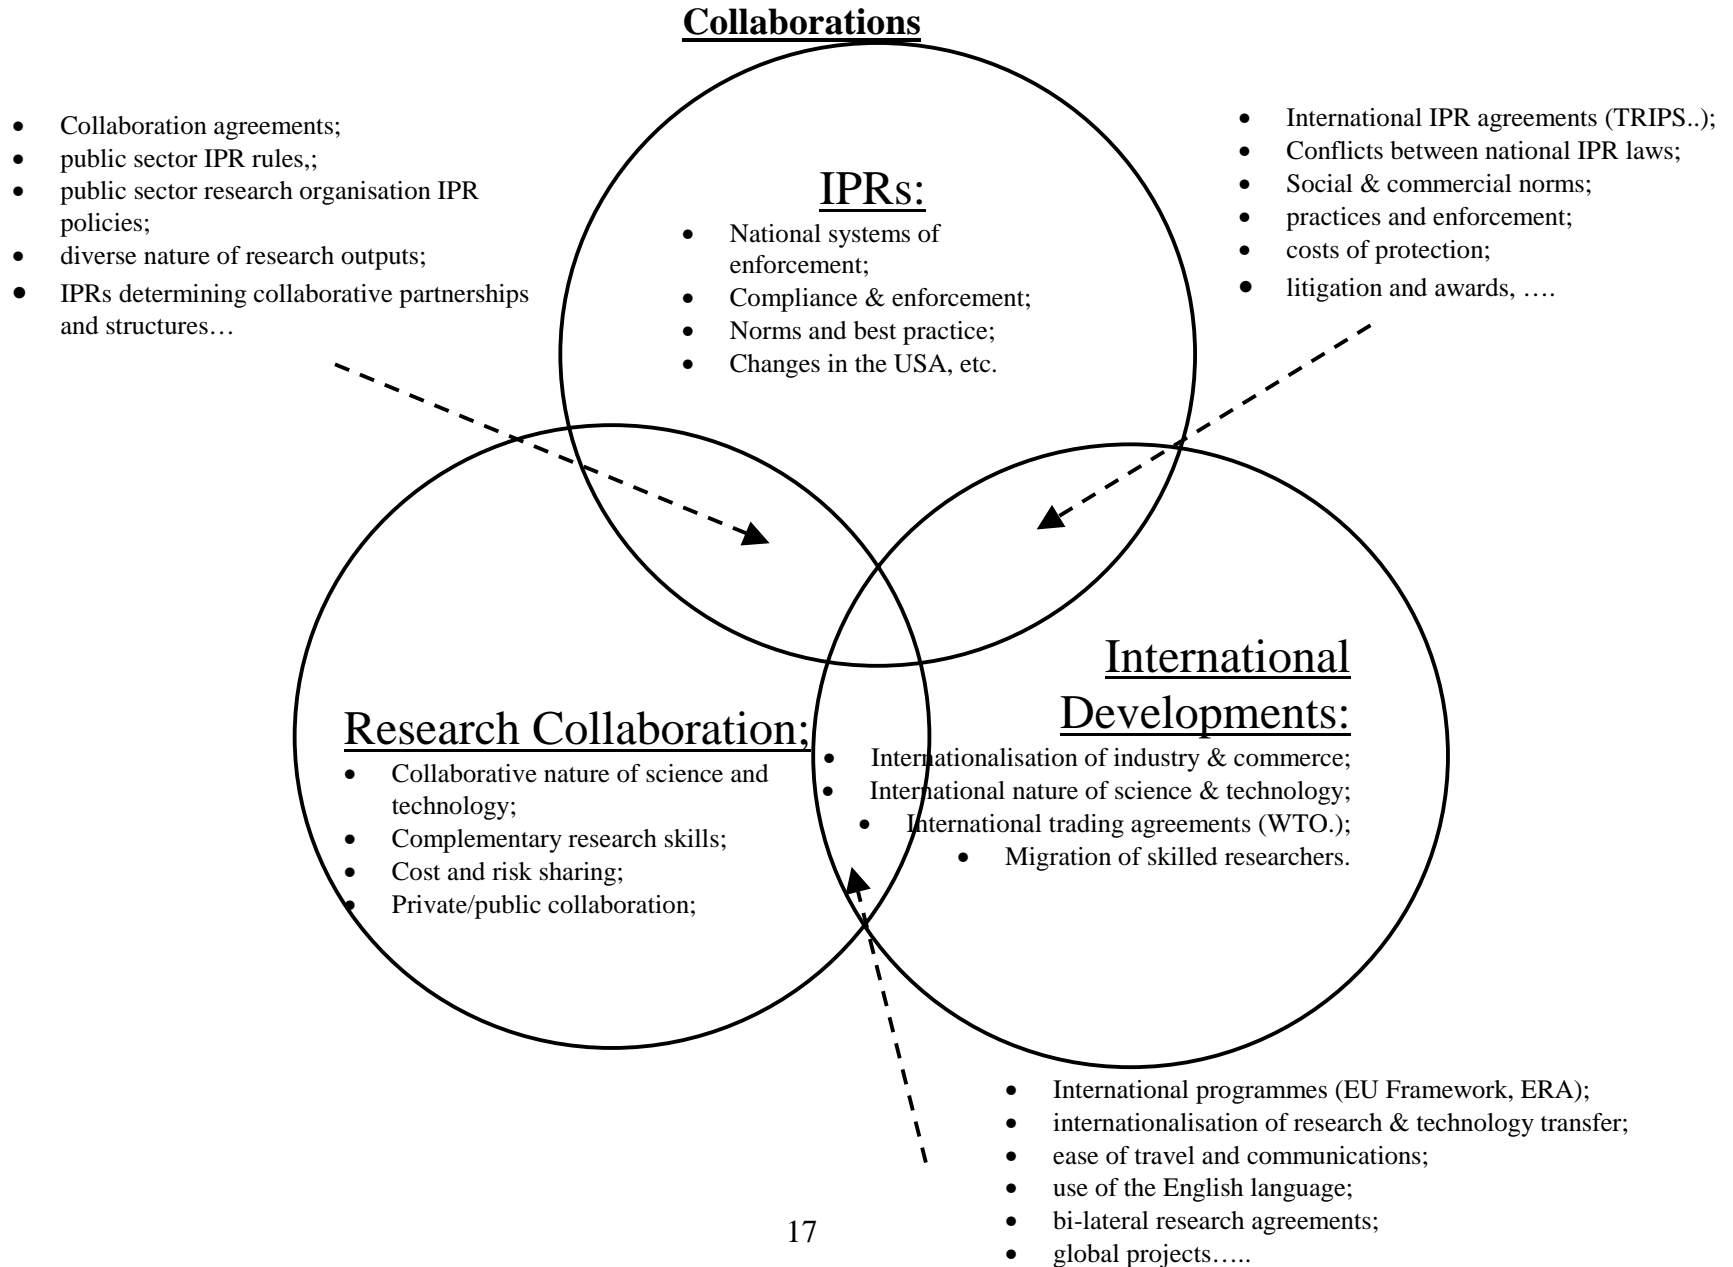 Collaborations
• Collaboration agreements;
• public sector IPR rules,;
• public sector research organisation IPR
policies;
• diverse nature of research outputs;
• IPRs determining collaborative partnerships
and structures…
• International IPR agreements (TRIPS..);
• Conflicts between national IPR laws;
• Social & commercial norms;
• practices and enforcement;
• costs of protection;
• litigation and awards, ….
IPRs:
• National systems of
enforcement;
• Compliance & enforcement;
• Norms and best practice;
• Changes in the USA, etc.
Research Collaboration;
• Collaborative nature of science and
technology;
• Complementary research skills;
• Cost and risk sharing;
• Private/public collaboration;
International
Developments:
• Internationalisation of industry & commerce;
• International nature of science & technology;
• International trading agreements (WTO.);
• Migration of skilled researchers.
• International programmes (EU Framework, ERA);
• internationalisation of research & technology transfer;
• ease of travel and communications;
• use of the English language;
• bi-lateral research agreements;
• global projects…..
17